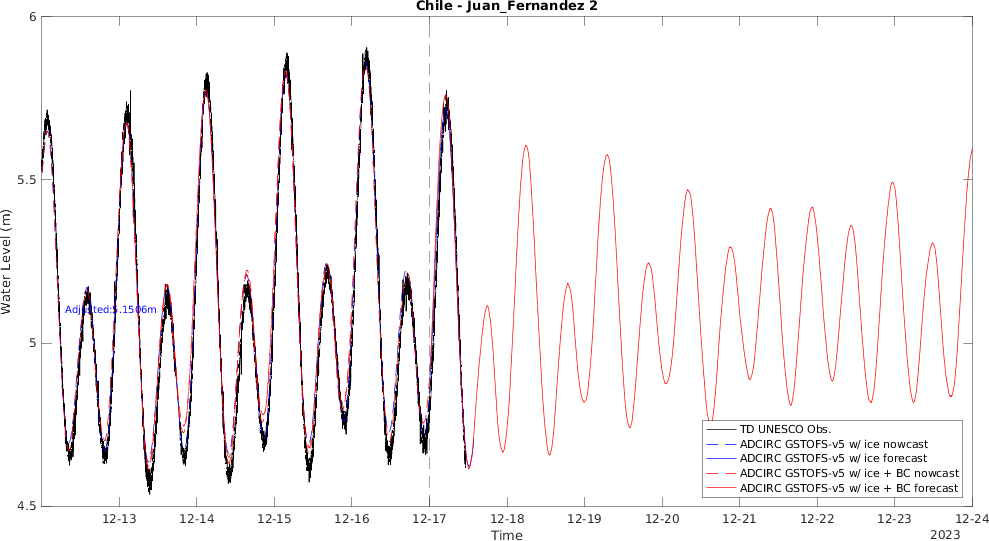 Chile - Juan_Fernandez 2
6
5.5
5
4.5
Water Level (m)
Adjusted:5.1506m
TD UNESCO Obs.
ADCIRC GSTOFS-v5 w/ ice nowcast
ADCIRC GSTOFS-v5 w/ ice forecast
ADCIRC GSTOFS-v5 w/ ice + BC nowcast
ADCIRC GSTOFS-v5 w/ ice + BC forecast
12-13 12-14 12-15 12-16 12-17 12-18 12-19 12-20 12-21 12-22 12-23 12-24
Time
2023